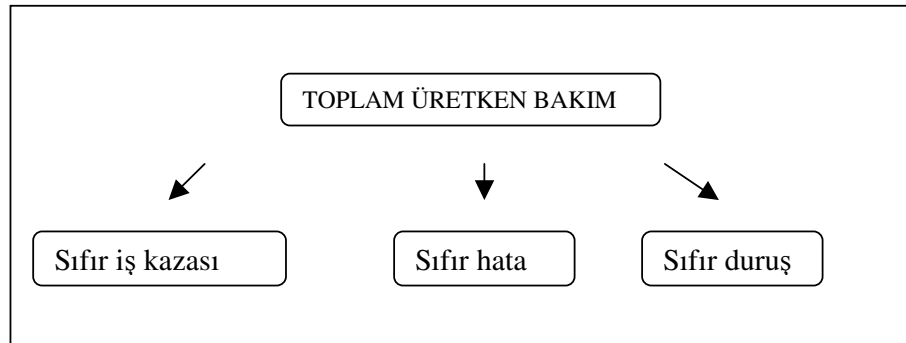 TOPLAM ÜRETKEN BAKIM
Sıfır iş kazası
Sıfır hata
Sıfır duruş